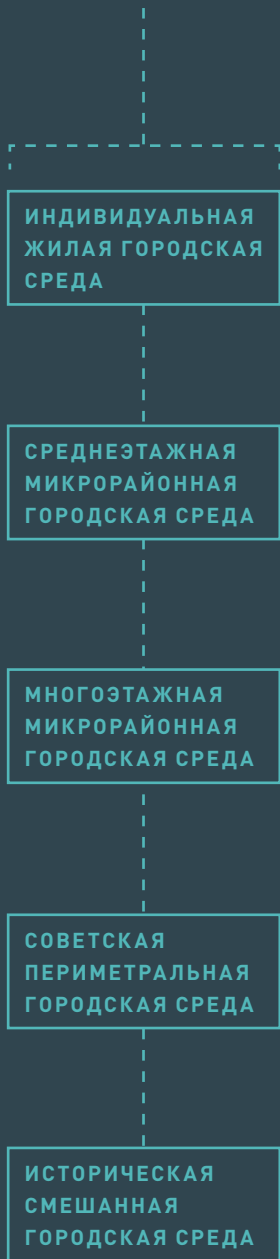 ИНДИВИДУАЛЬНАЯ
ЖИЛАЯ ГОРОДСКАЯ
СРЕДА
СРЕДНЕЭТАЖНАЯ
МИКРОРАЙОННАЯ
ГОРОДСКАЯ СРЕДА
МНОГОЭТАЖНАЯ
МИКРОРАЙОННАЯ
ГОРОДСКАЯ СРЕДА
СОВЕТСКАЯ
ПЕРИМЕТРАЛЬНАЯ
ГОРОДСКАЯ СРЕДА
ИСТОРИЧЕСКАЯ
СМЕШАННАЯ
ГОРОДСКАЯ СРЕДА